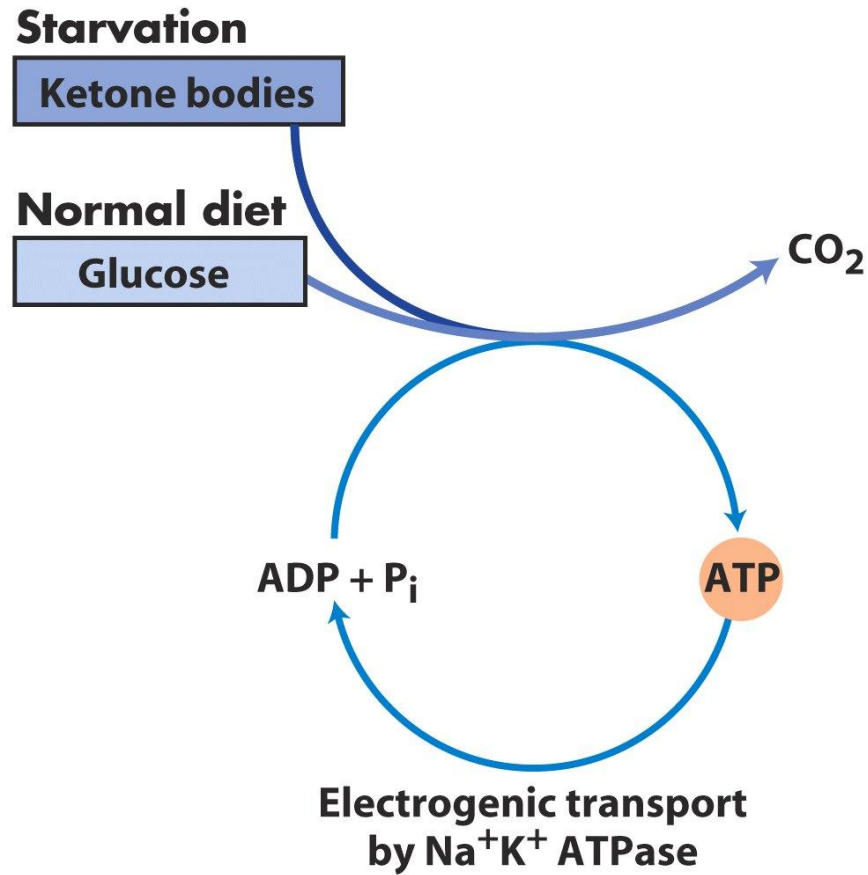 Starvation
Ketone bodies
Normal diet
Glucose
CO₂
ADP + Pᵢ
ATP
Electrogenic transport
by Na⁺K⁺ ATPase